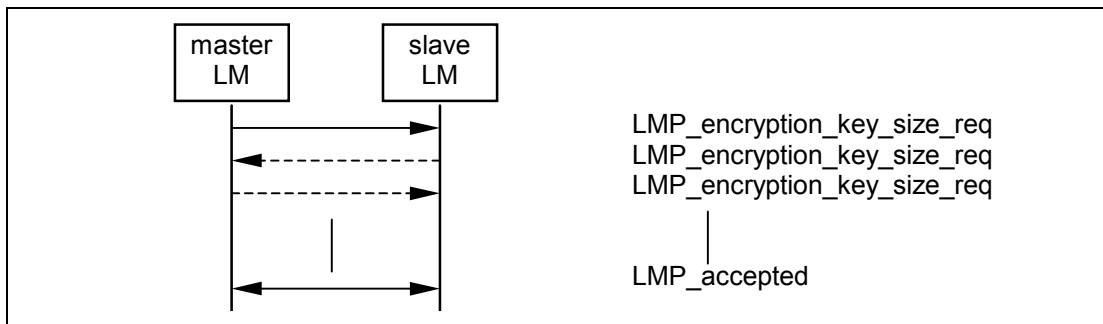 master
LM
slave
LM
LMP_encryption_key_size_req
LMP_encryption_key_size_req
LMP_encryption_key_size_req
LMP_accepted